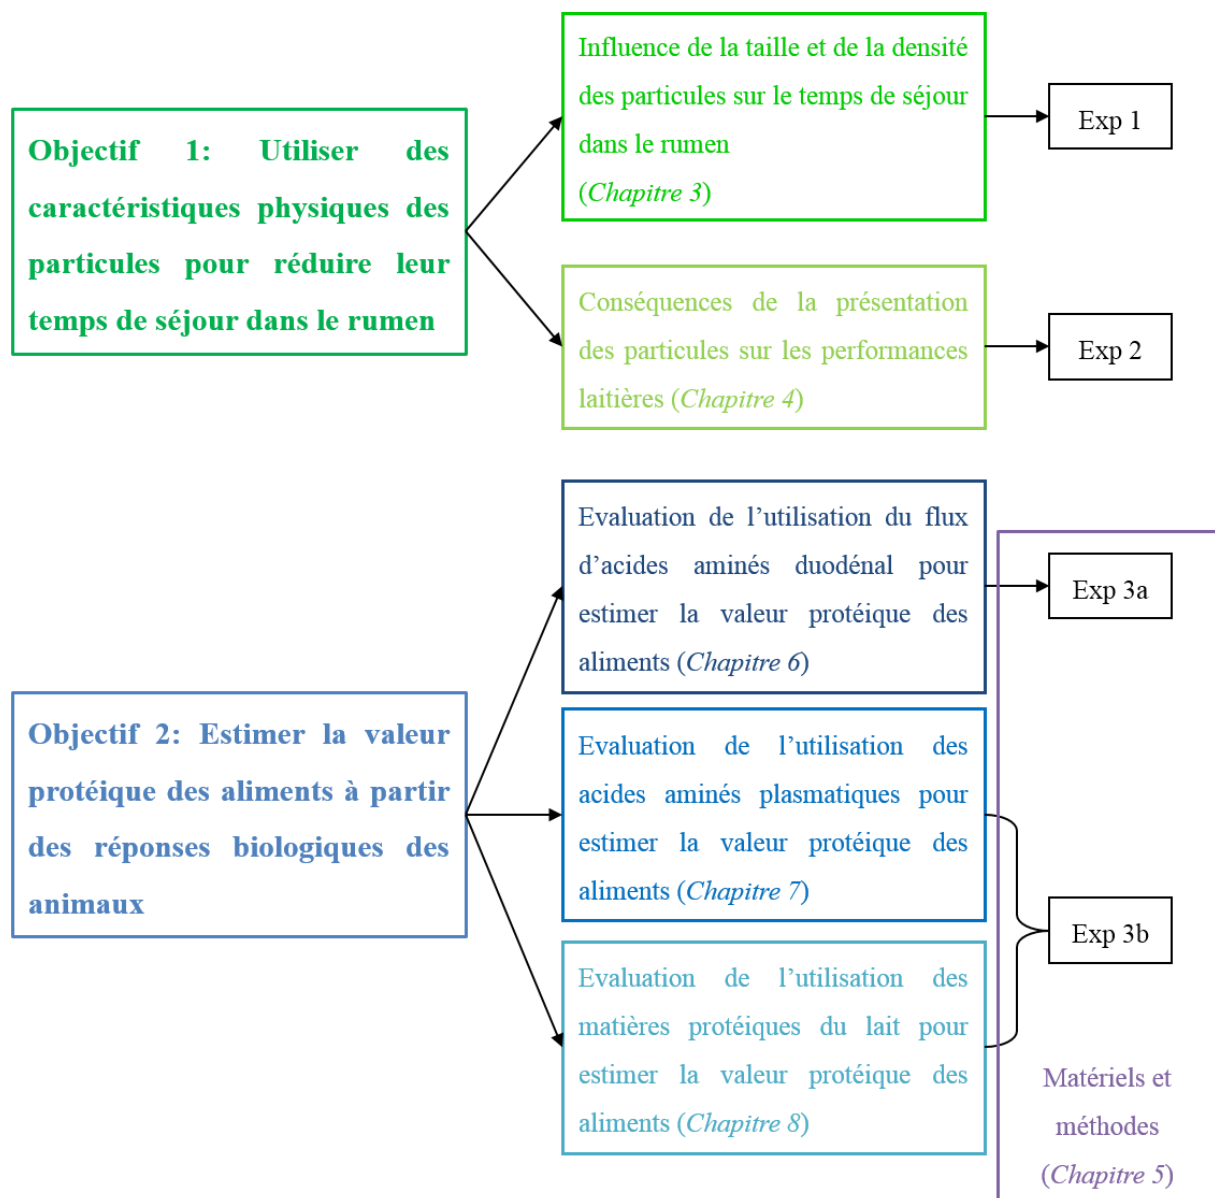 Objectif 1: Utiliser des
caractéristiques physiques des
particules pour réduire leur
temps de séjour dans le rumen
Influence de la taille et de la densité
des particules sur le temps de séjour
dans le rumen
(Chapitre 3)
Exp 1
Conséquences de la présentation
des particules sur les performances
laitières (Chapitre 4)
Exp 2
Objectif 2: Estimer la valeur
protéique des aliments à partir
des réponses biologiques des
animaux
Evaluation de l’utilisation du flux
d’acides aminés duodénal pour
estimer la valeur protéique des
aliments (Chapitre 6)
Exp 3a
Evaluation de l’utilisation des
acides aminés plasmatiques pour
estimer la valeur protéique des
aliments (Chapitre 7)
Evaluation de l’utilisation des
matières protéiques du lait pour
estimer la valeur protéique des
aliments (Chapitre 8)
Exp 3b
Matériels et
méthodes
(Chapitre 5)